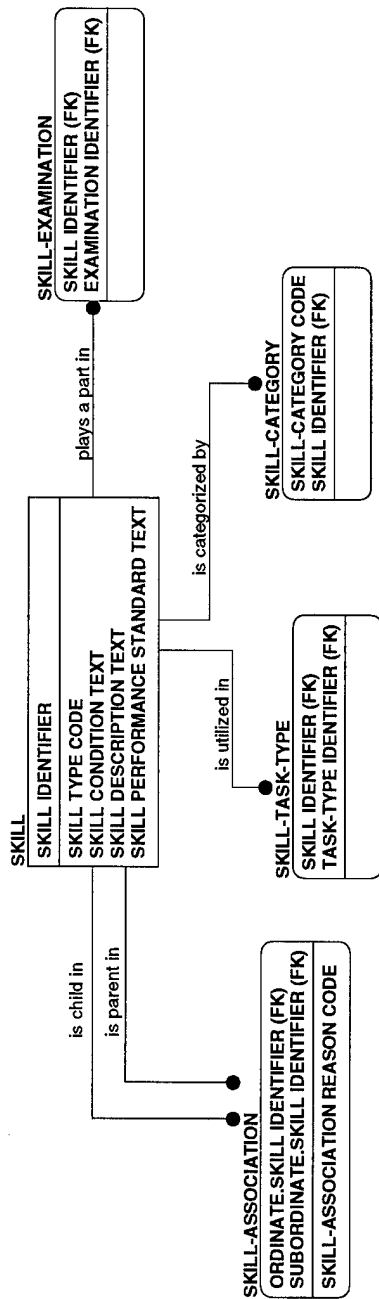 SKILL
SKILL IDENTIFIER
SKILL TYPE CODE
SKILL CONDITION TEXT
SKILL DESCRIPTION TEXT
SKILL PERFORMANCE STANDARD TEXT
is child in
is parent in
is utilized in
is categorized by
plays a part in
SKILL-ASSOCIATION
ORDINATE.SKILL IDENTIFIER (FK)
SUBORDINATE.SKILL IDENTIFIER (FK)
SKILL-ASSOCIATION REASON CODE
SKILL-TASK-TYPE
SKILL IDENTIFIER (FK)
TASK-TYPE IDENTIFIER (FK)
SKILL-CATEGORY
SKILL-CATEGORY CODE
SKILL IDENTIFIER (FK)
SKILL-EXAMINATION
SKILL IDENTIFIER (FK)
EXAMINATION IDENTIFIER (FK)